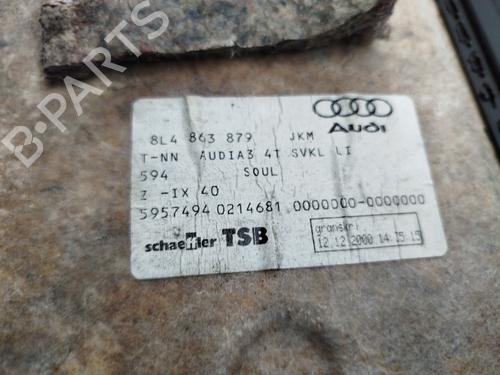 B-PARTS
8L4 863 879 JKM
Audi
T-NN AUDIA3 4T SVKL LI
594 SOUL
Z -IX 40
5957494 0214681 0000000-0000000
schaeffler TSB
granskri
12.12.2000 14:35:15